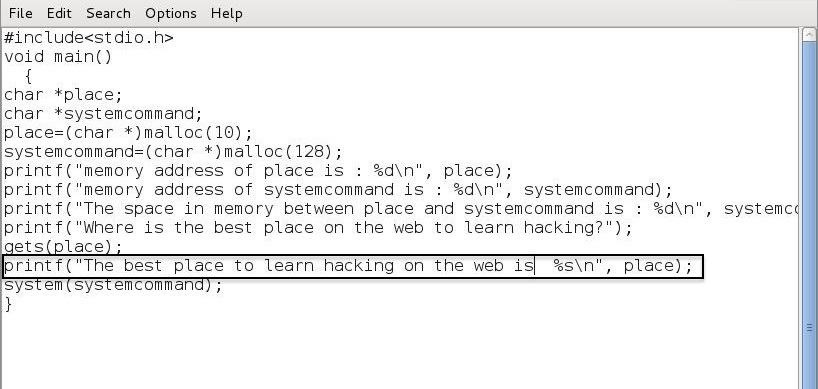 File Edit Search Options Help
#include<stdio.h>
void main()
{
char *place;
char *systemcommand;
place=(char *)malloc(10);
systemcommand=(char *)malloc(128);
printf("memory address of place is : %d\n", place);
printf("memory address of systemcommand is : %d\n", systemcommand);
printf("The space in memory between place and systemcommand is : %d\n", systemc
printf("Where is the best place on the web to learn hacking?");
gets(place);
printf("The best place to learn hacking on the web is  %s\n", place);
system(systemcommand);
}